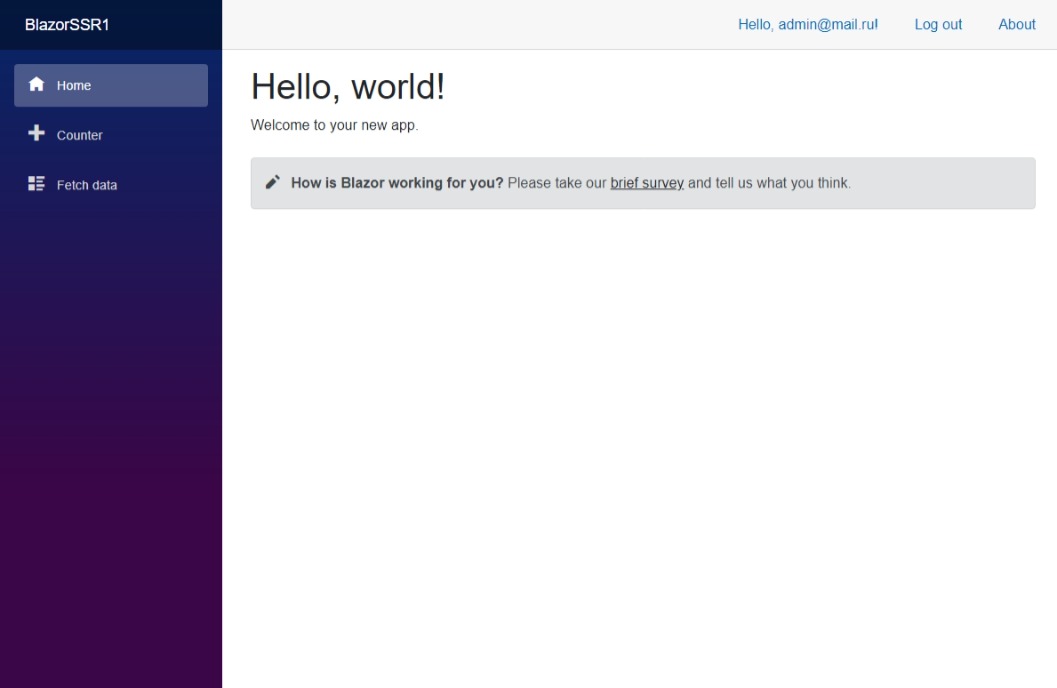 BlazorSSR1
Hello, admin@mail.ru! Log out About
Home
Counter
Fetch data
Hello, world!
Welcome to your new app.
How is Blazor working for you? Please take our brief survey and tell us what you think.